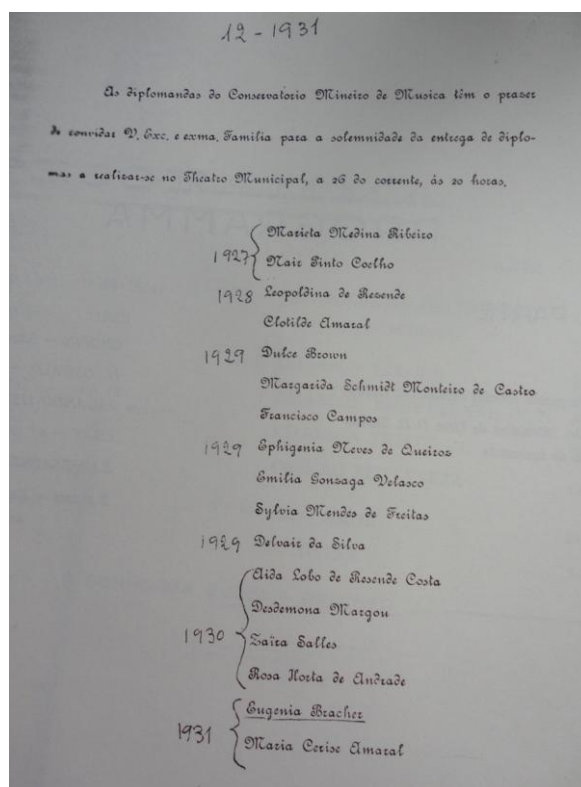 12 - 1931
As diplomandas do Conservatorio Mineiro de Musica têm o prazer
de convidar V. Exc. e exma. Familia para a solemnidade da entrega de diplo-
mas a realizar-se no Theatro Municipal, a 26 do corrente, ás 20 horas.
Marieta Medina Ribeiro
1927 { Nair Pinto Coelho
1928 Leopoldina de Rezende
Clotilde Amaral
1929 Dulce Brown
Margarida Schmidt Monteiro de Castro
Francisco Campos
1929 Ephigenia Neves de Queiroz
Emilia Gonzaga Velasco
Sylvia Mendes de Freitas
1929 Delvair da Silva
Aida Lobo de Resende Costa
Desdemona Margou
1930 { Zaïra Salles
Rosa Horta de Andrade
Eugenia Bracher
1931 { Maria Cerise Amaral